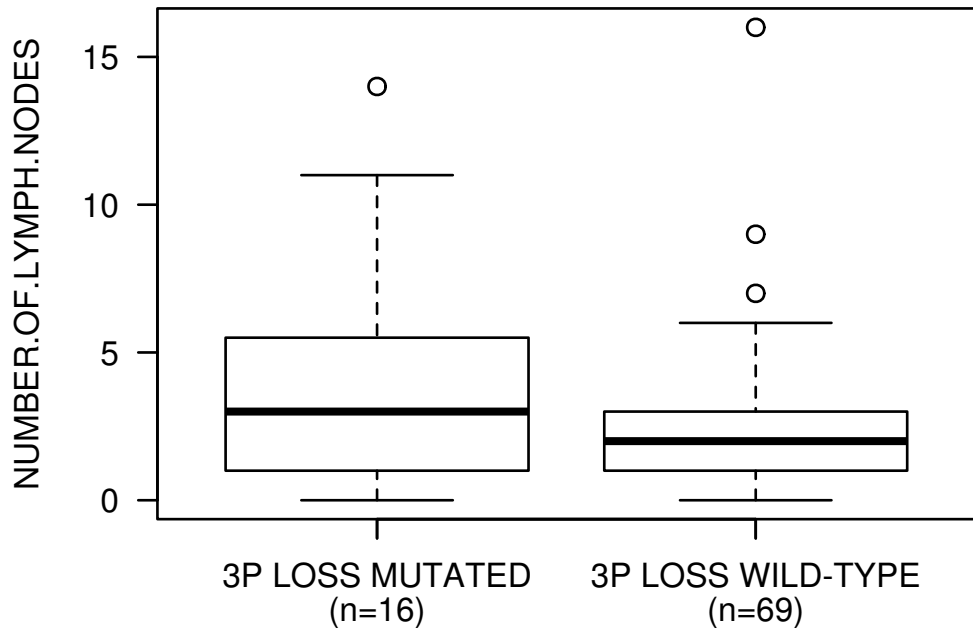 NUMBER.OF.LYMPH.NODES
15
10
5
0
3P LOSS MUTATED
(n=16)
3P LOSS WILD-TYPE
(n=69)